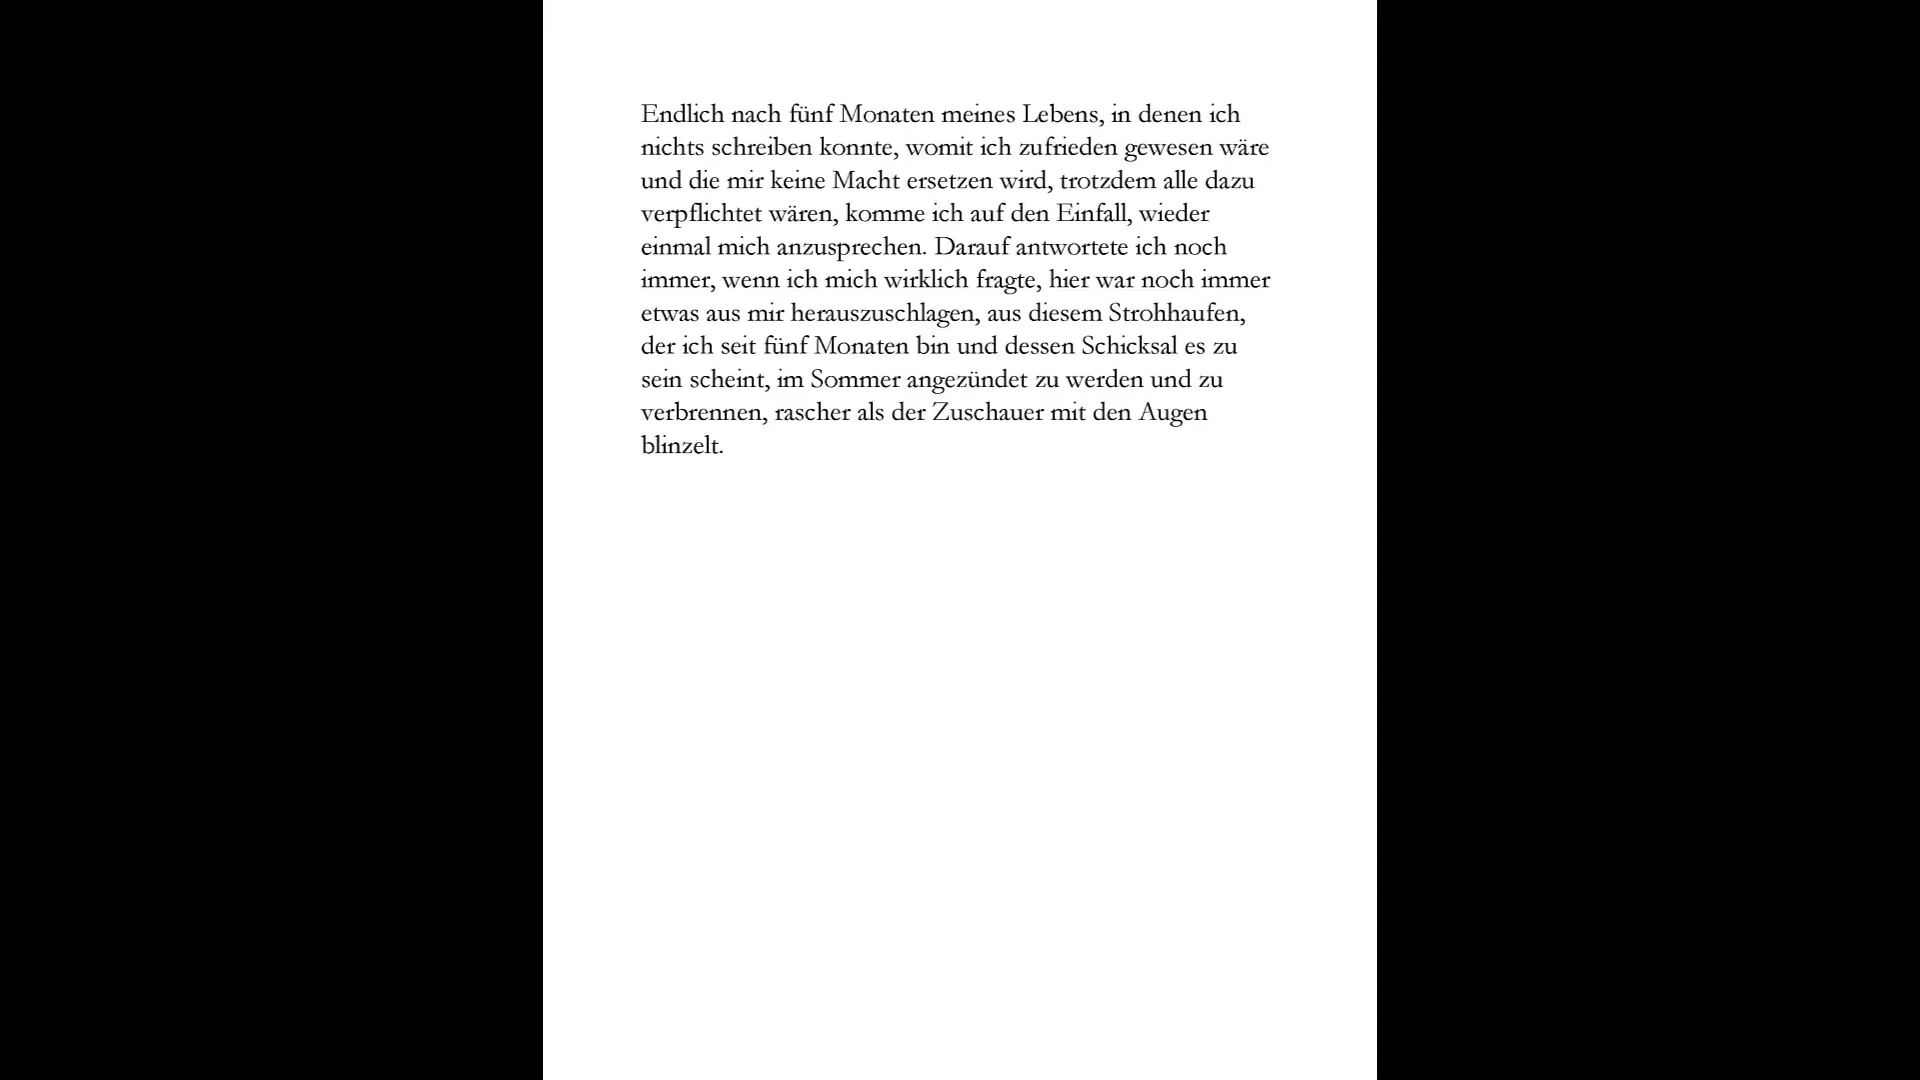 Endlich nach fünf Monaten meines Lebens, in denen ich
nichts schreiben konnte, womit ich zufrieden gewesen wäre
und die mir keine Macht ersetzen wird, trotzdem alle dazu
verpflichtet wären, komme ich auf den Einfall, wieder
einmal mich anzusprechen. Darauf antwortete ich noch
immer, wenn ich mich wirklich fragte, hier war noch immer
etwas aus mir herauszuschlagen, aus diesem Strohhaufen,
der ich seit fünf Monaten bin und dessen Schicksal es zu
sein scheint, im Sommer angezündet zu werden und zu
verbrennen, rascher als der Zuschauer mit den Augen
blinzelt.